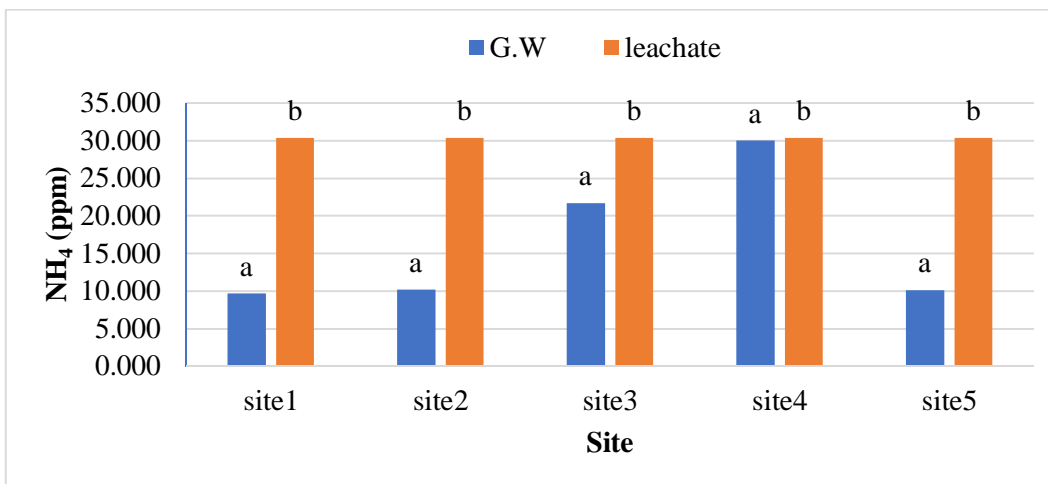 G.W leachate
NH₄ (ppm)
35.000
30.000
25.000
20.000
15.000
10.000
5.000
0.000
a b a b a b a b a b
site1 site2 site3 site4 site5
Site